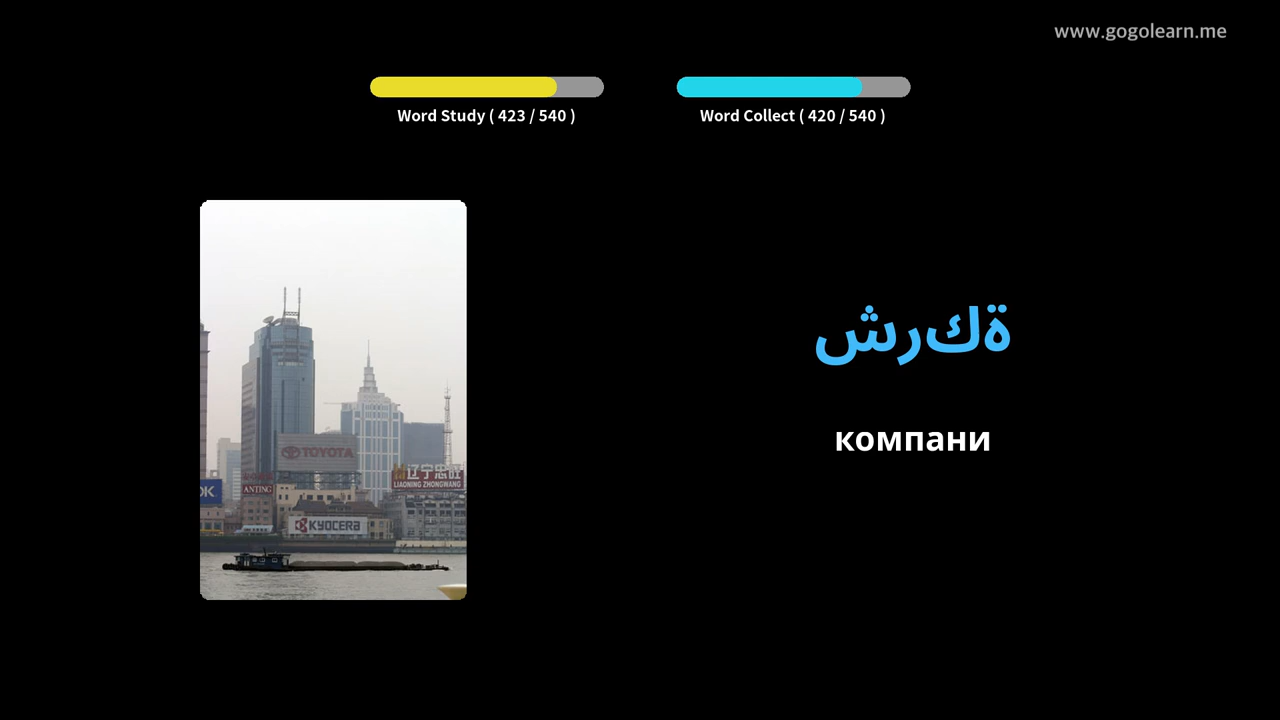 www.gogolearn.me
Word Study ( 423 / 540 )
Word Collect ( 420 / 540 )
شركة
компани
TOYOTA
辽宁忠旺
LIAONING ZHONGWANG
ANTING
KYOCERA